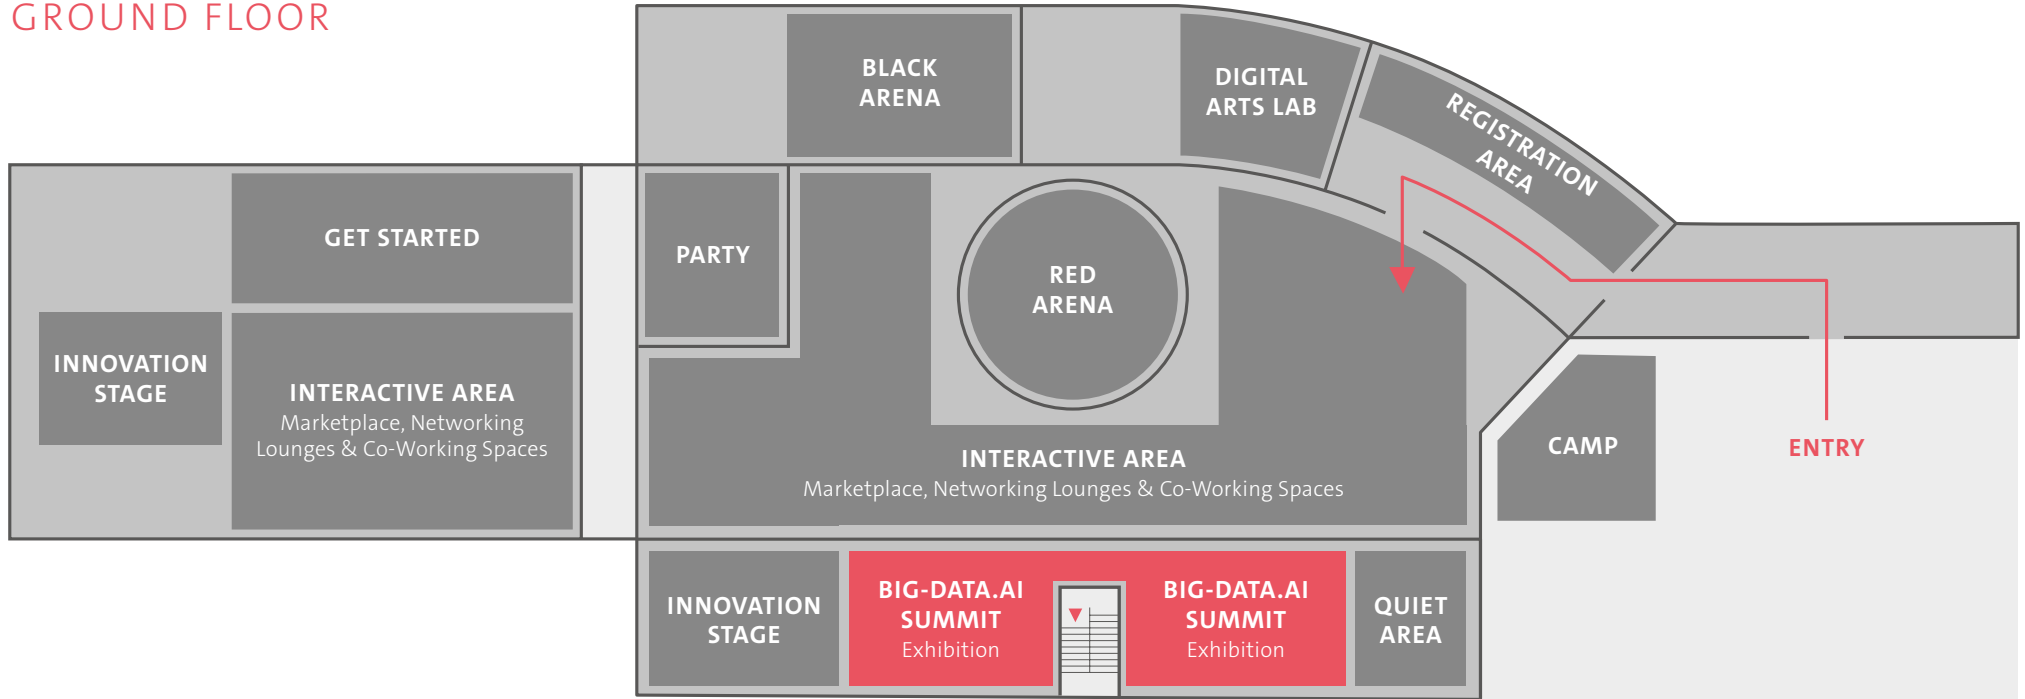 GROUND FLOOR
BLACK
ARENA
DIGITAL
ARTS LAB
REGISTRATION
AREA
GET STARTED
PARTY
RED
ARENA
INNOVATION
STAGE
INTERACTIVE AREA
Marketplace, Networking
Lounges & Co-Working Spaces
INTERACTIVE AREA
Marketplace, Networking Lounges & Co-Working Spaces
CAMP
ENTRY
INNOVATION
STAGE
BIG-DATA.AI
SUMMIT
Exhibition
BIG-DATA.AI
SUMMIT
Exhibition
QUIET
AREA